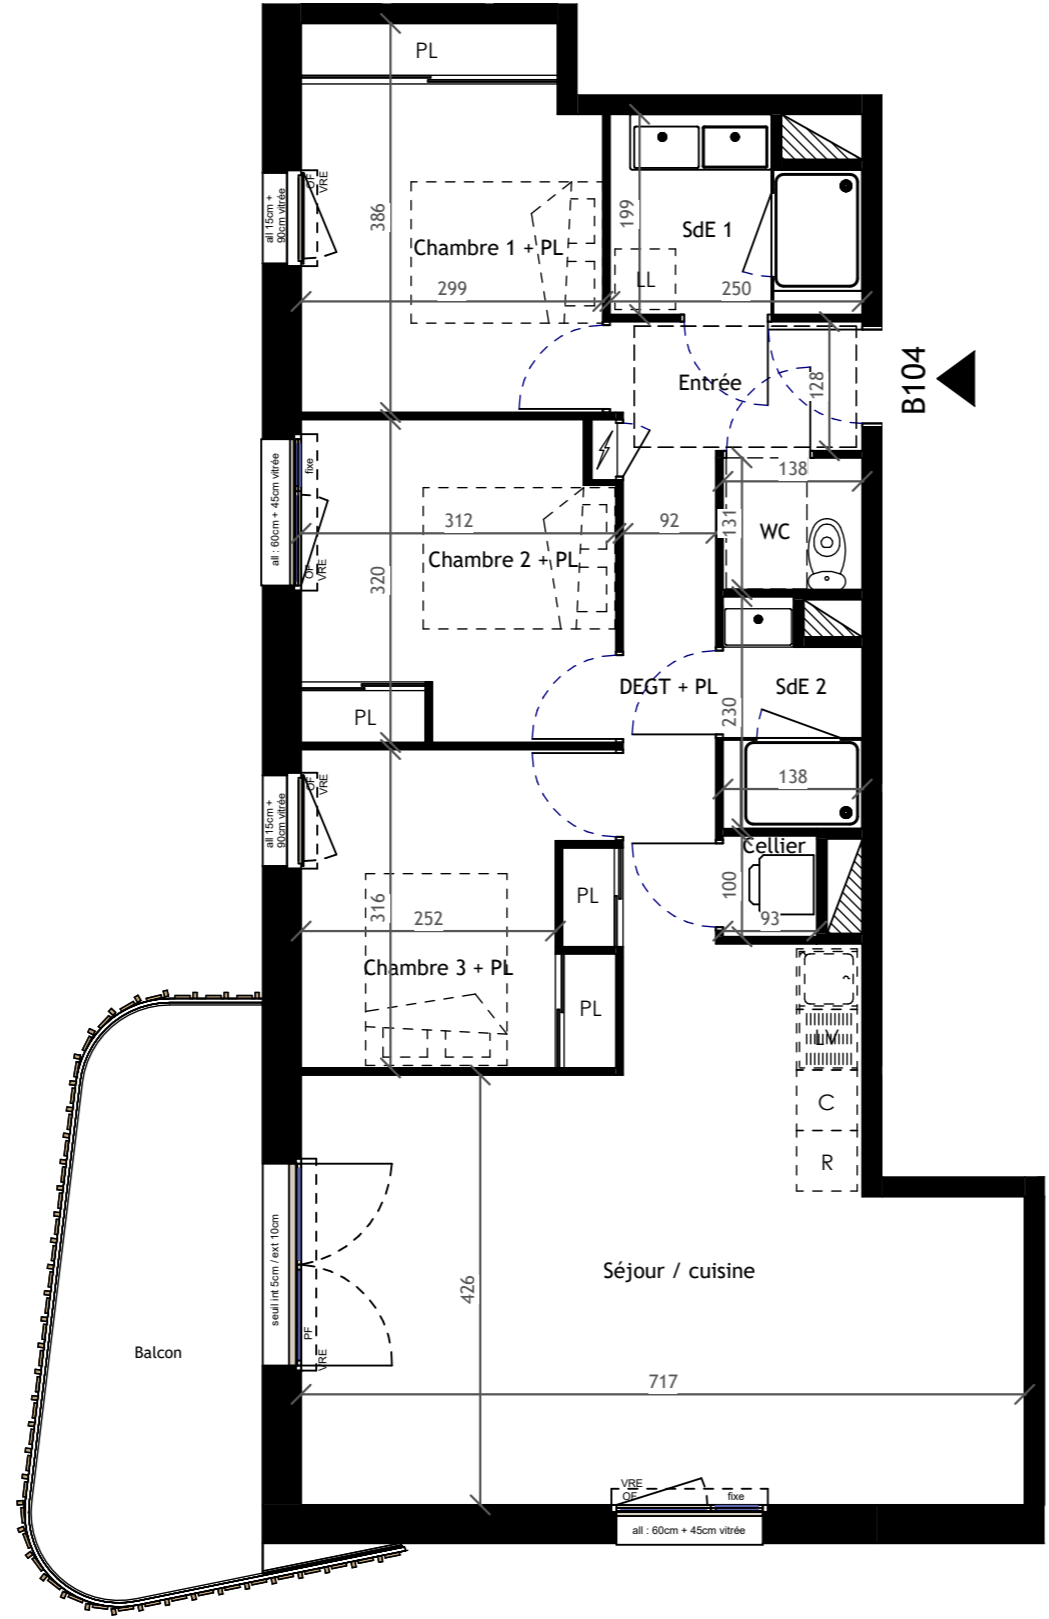 PL
OF
VRE
all 15cm +
90cm vitrée
386
199
SdE 1
Chambre 1 + PL
LL
299
250
Entrée
128
B104
fixe
all : 60cm + 45cm vitrée
138
312
92
131
WC
Chambre 2 + PL
OF
VRE
320
DEGT + PL
SdE 2
PL
230
OF
VRE
all 15cm +
90cm vitrée
138
Cellier
PL
100
316
252
93
Chambre 3 + PL
PL
LV
C
R
seuil int 5cm / ext 10cm
Séjour / cuisine
426
PF
VRE
Balcon
717
VRE
OF
fixe
all : 60cm + 45cm vitrée